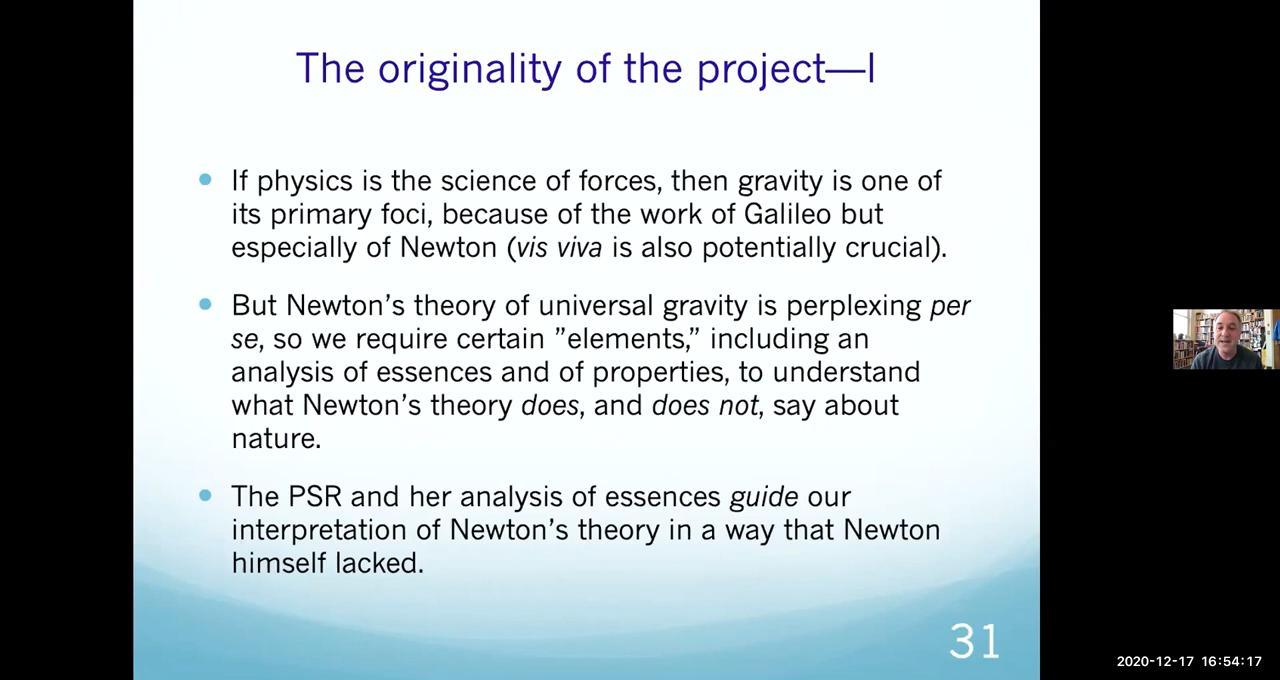 The originality of the project—I
• If physics is the science of forces, then gravity is one of
its primary foci, because of the work of Galileo but
especially of Newton (vis viva is also potentially crucial).
• But Newton’s theory of universal gravity is perplexing per
se, so we require certain ”elements,” including an
analysis of essences and of properties, to understand
what Newton’s theory does, and does not, say about
nature.
• The PSR and her analysis of essences guide our
interpretation of Newton’s theory in a way that Newton
himself lacked.
31
2020-12-17 16:54:17